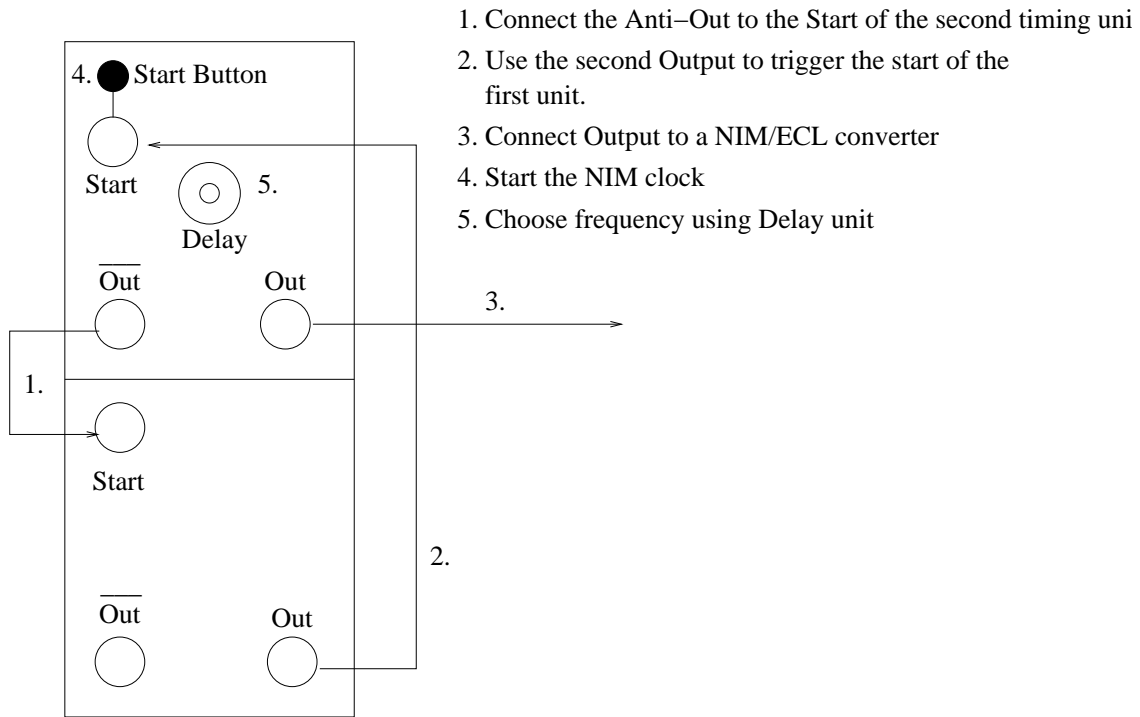 1. Connect the Anti−Out to the Start of the second timing uni
2. Use the second Output to trigger the start of the
first unit.
3. Connect Output to a NIM/ECL converter
4. Start the NIM clock
5. Choose frequency using Delay unit
4. Start Button
Start
5.
Delay
Out
Out
3.
1.
Start
2.
Out
Out